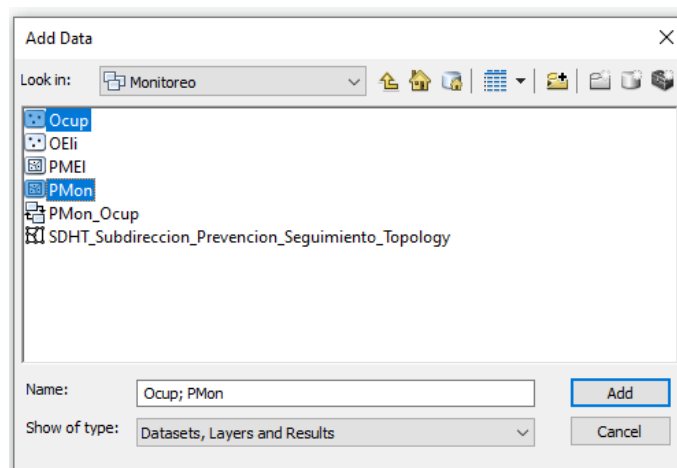 Add Data
Look in: Monitoreo
Ocup
OEli
PMEl
PMon
PMon_Ocup
SDHT_Subdireccion_Prevencion_Seguimiento_Topology
Name: Ocup; PMon Add
Show of type: Datasets, Layers and Results Cancel